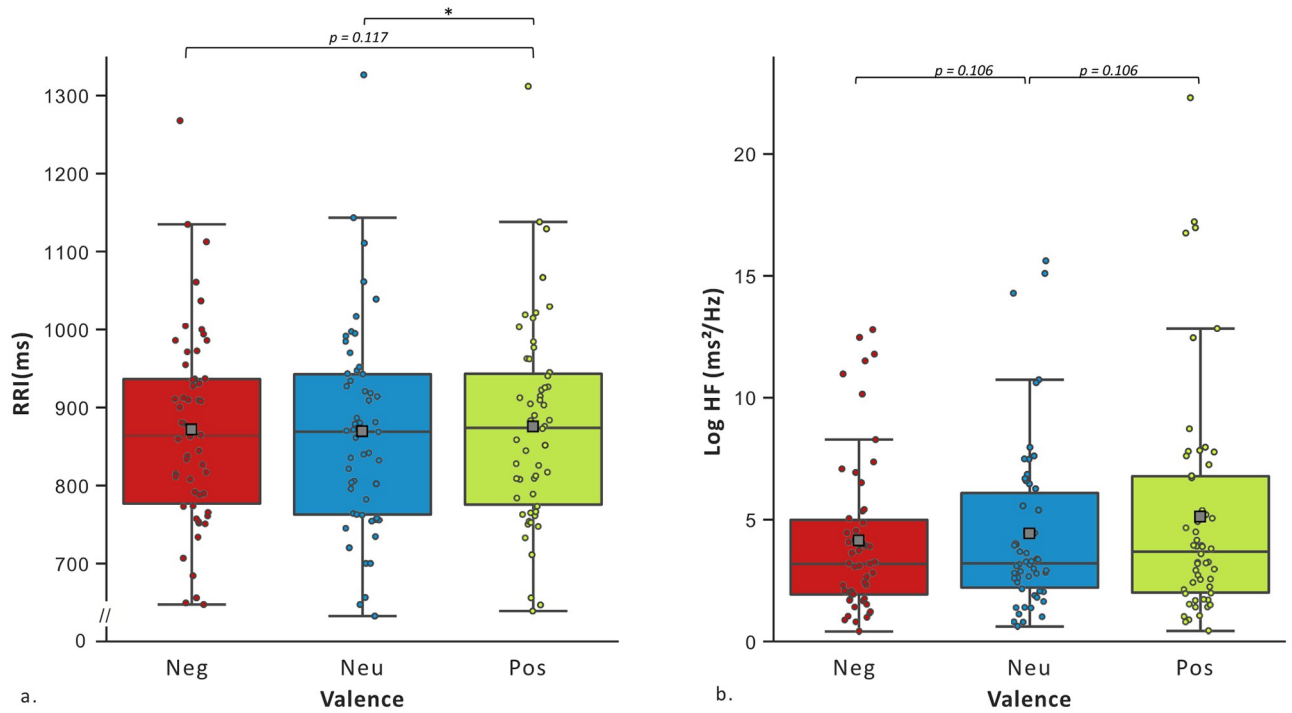 *
p = 0.117
1300
1200
1100
1000
900
800
700
//
0
RRI(ms)
Neg
Neu
Pos
Valence
a.
p = 0.106
p = 0.106
20
15
10
5
0
Log HF (ms²/Hz)
Neg
Neu
Pos
Valence
b.